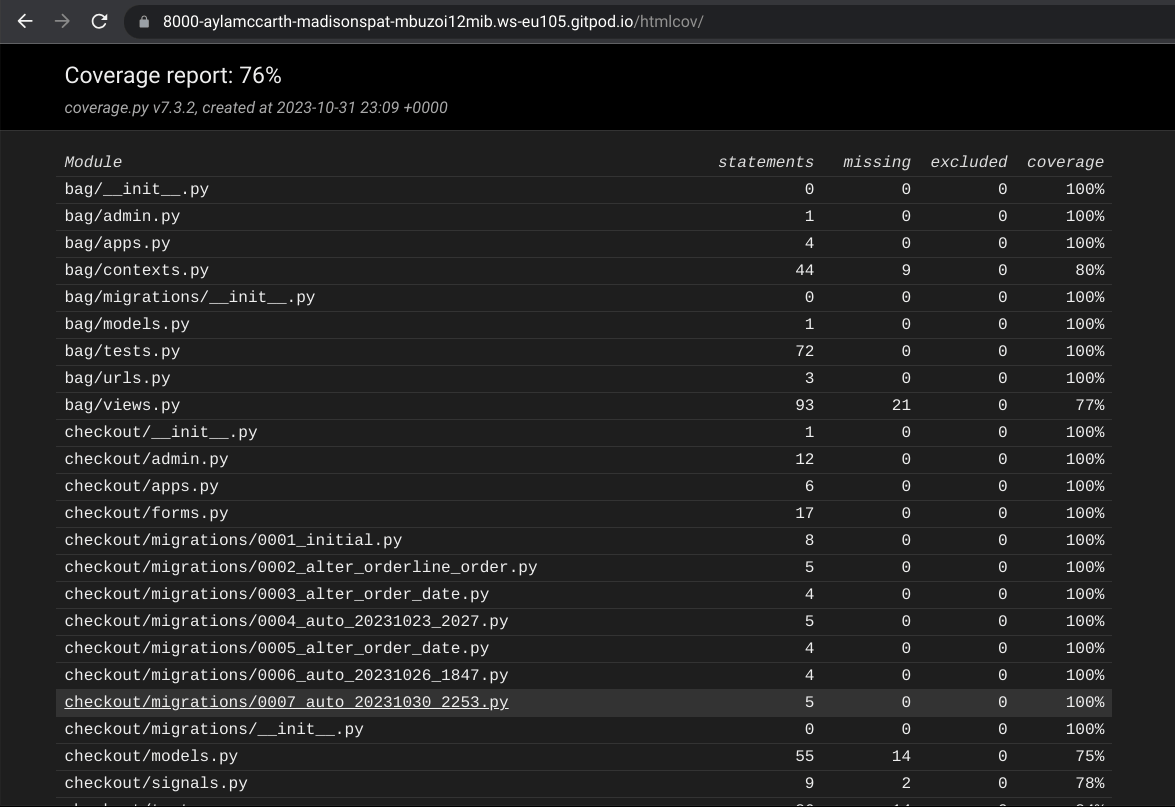 8000-aylamccarth-madisonspat-mbuzoi12mib.ws-eu105.gitpod.io/htmlcov/
Coverage report: 76%
coverage.py v7.3.2, created at 2023-10-31 23:09 +0000
Module statements missing excluded coverage
bag/__init__.py 0 0 0 100%
bag/admin.py 1 0 0 100%
bag/apps.py 4 0 0 100%
bag/contexts.py 44 9 0 80%
bag/migrations/__init__.py 0 0 0 100%
bag/models.py 1 0 0 100%
bag/tests.py 72 0 0 100%
bag/urls.py 3 0 0 100%
bag/views.py 93 21 0 77%
checkout/__init__.py 1 0 0 100%
checkout/admin.py 12 0 0 100%
checkout/apps.py 6 0 0 100%
checkout/forms.py 17 0 0 100%
checkout/migrations/0001_initial.py 8 0 0 100%
checkout/migrations/0002_alter_orderline_order.py 5 0 0 100%
checkout/migrations/0003_alter_order_date.py 4 0 0 100%
checkout/migrations/0004_auto_20231023_2027.py 5 0 0 100%
checkout/migrations/0005_alter_order_date.py 4 0 0 100%
checkout/migrations/0006_auto_20231026_1847.py 4 0 0 100%
checkout/migrations/0007_auto_20231030_2253.py 5 0 0 100%
checkout/migrations/__init__.py 0 0 0 100%
checkout/models.py 55 14 0 75%
checkout/signals.py 9 2 0 78%